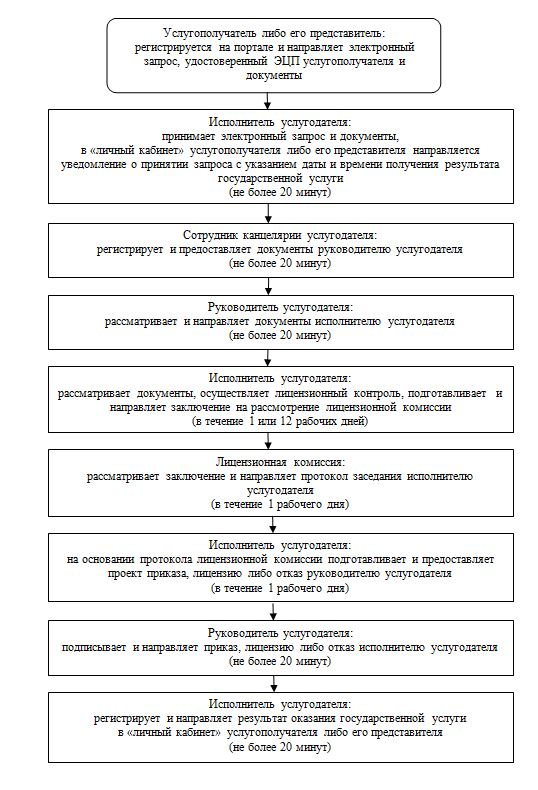 Услугополучатель либо его представитель:
регистрируется на портале и направляет электронный
запрос, удостоверенный ЭЦП услугополучателя и
документы
Исполнитель услугодателя:
принимает электронный запрос и документы,
в «личный кабинет» услугополучателя либо его представителя направляется
уведомление о принятии запроса с указанием даты и времени получения результата
государственной услуги
(не более 20 минут)
Сотрудник канцелярии услугодателя:
регистрирует и предоставляет документы руководителю услугодателя
(не более 20 минут)
Руководитель услугодателя:
рассматривает и направляет документы исполнителю услугодателя
(не более 20 минут)
Исполнитель услугодателя:
рассматривает документы, осуществляет лицензионный контроль, подготавливает и
направляет заключение на рассмотрение лицензионной комиссии
(в течение 1 или 12 рабочих дней)
Лицензионная комиссия:
рассматривает заключение и направляет протокол заседания исполнителю
услугодателя
(в течение 1 рабочего дня)
Исполнитель услугодателя:
на основании протокола лицензионной комиссии подготавливает и предоставляет
проект приказа, лицензию либо отказ руководителю услугодателя
(в течение 1 рабочего дня)
Руководитель услугодателя:
подписывает и направляет приказ, лицензию либо отказ исполнителю услугодателя
(не более 20 минут)
Исполнитель услугодателя:
регистрирует и направляет результат оказания государственной услуги
в «личный кабинет» услугополучателя либо его представителя
(не более 20 минут)